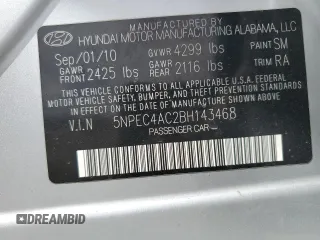 MANUFACTURED BY
HYUNDAI MOTOR MANUFACTURING ALABAMA, LLC
Sep/01/10 GVWR 4299 lbs PAINT SM
GAWR FRONT 2425 lbs GAWR REAR 2116 lbs TRIM RA
THIS VEHICLE CONFORMS TO ALL APPLICABLE
FEDERAL MOTOR VEHICLE SAFETY, BUMPER, AND THEFT
PREVENTION STANDARDS IN EFFECT ON THE DATE OF
MANUFACTURE SHOWN ABOVE.
V.I.N 5NPEC4AC2BH143468
PASSENGER CAR
DREAMBID
DREAMBID